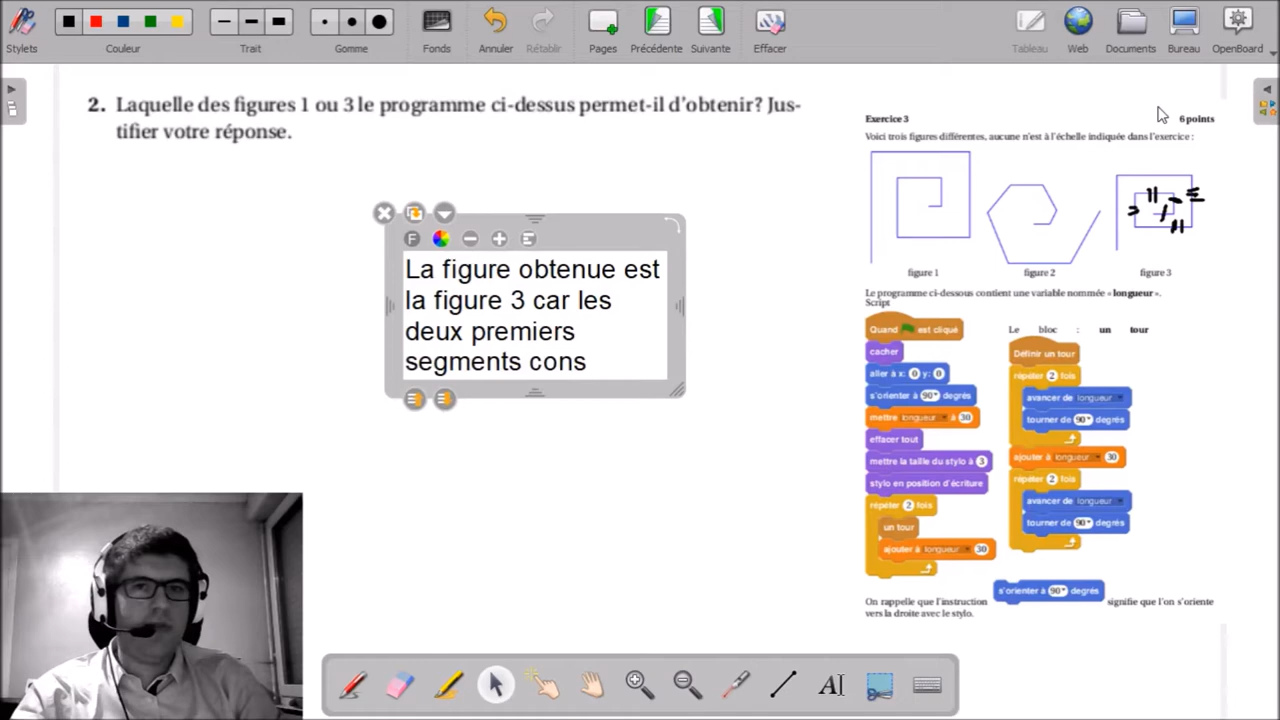 Stylets
Couleur
Trait
Gomme
Fonds
Annuler
Rétablir
Pages
Précédente
Suivante
Effacer
Tableau
Web
Documents
Bureau
OpenBoard
2. Laquelle des figures 1 ou 3 le programme ci-dessus permet-il d'obtenir? Jus-
tifier votre réponse.
F
La figure obtenue est
la figure 3 car les
deux premiers
segments cons
Exercice 3 6 points
Voici trois figures différentes, aucune n'est à l'échelle indiquée dans l'exercice :
figure 1
figure 2
figure 3
Le programme ci-dessous contient une variable nommée « longueur ».
Script
Quand est cliqué
cacher
aller à x: 0 y: 0
s'orienter à 90 degrés
mettre longueur à 30
effacer tout
mettre la taille du stylo à 3
stylo en position d'écriture
répéter 2 fois
un tour
ajouter à longueur 30
Le bloc : un tour
Définir un tour
répéter 2 fois
avancer de longueur
tourner de 90 degrés
ajouter à longueur 30
répéter 2 fois
avancer de longueur
tourner de 90 degrés
On rappelle que l'instruction s'orienter à 90 degrés signifie que l'on s'oriente
vers la droite avec le stylo.
AI